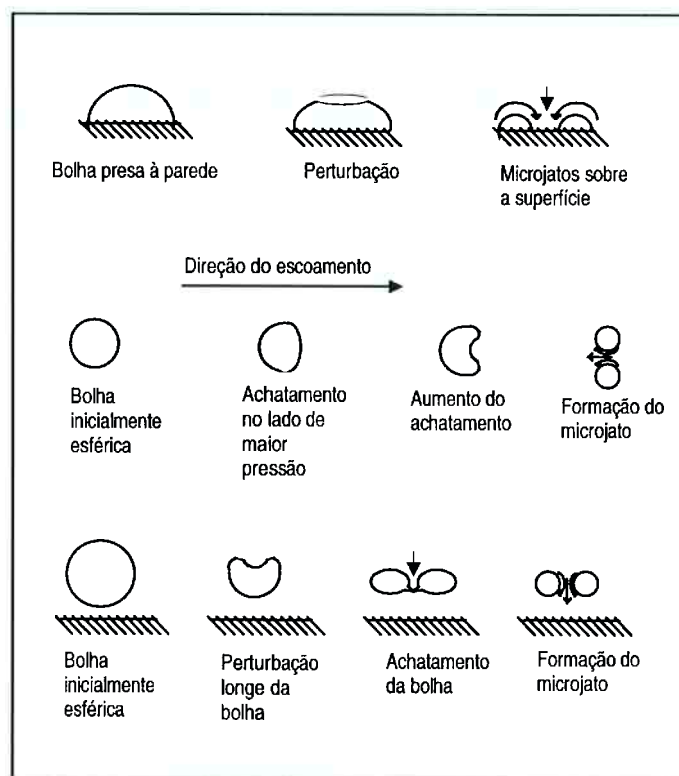 Bolha presa à parede
Perturbação
Microjatos sobre
a superfície
Direção do escoamento
Bolha
inicialmente
esférica
Achatamento
no lado de
maior
pressão
Aumento do
achatamento
Formação do
microjato
Bolha
inicialmente
esférica
Perturbação
longe da
bolha
Achatamento
da bolha
Formação do
microjato